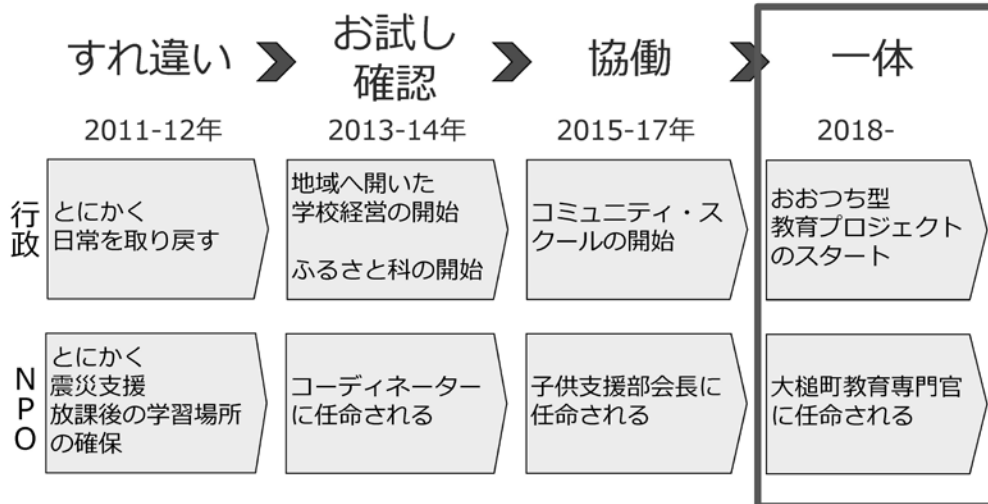 すれ違い
お試し
確認
協働
一体
2011-12年
2013-14年
2015-17年
2018-
行政
とにかく
日常を取り戻す
地域へ開いた
学校経営の開始
ふるさと科の開始
コミュニティ・ス
クールの開始
おおつち型
教育プロジェクト
のスタート
NPO
とにかく
震災支援
放課後の学習場所
の確保
コーディネーター
に任命される
子供支援部会長に
任命される
大槌町教育専門官
に任命される